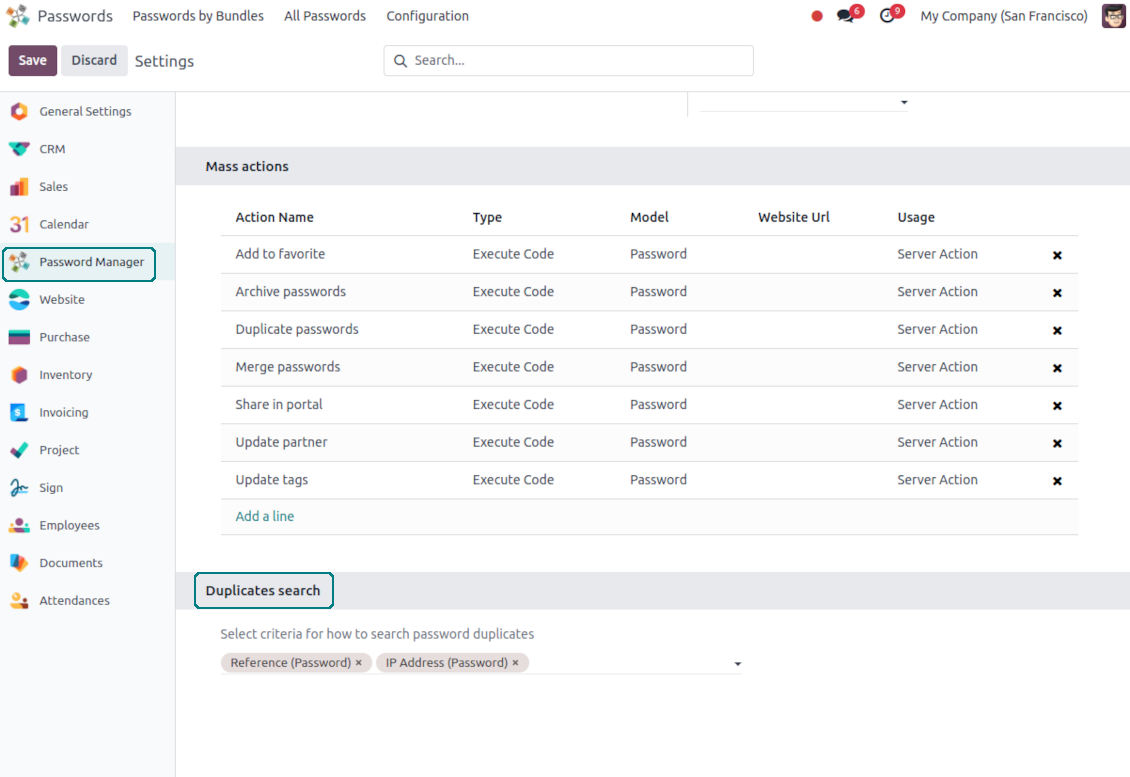 Passwords Passwords by Bundles All Passwords Configuration 6 9 My Company (San Francisco)
Save Discard Settings Search...
General Settings
CRM
Sales
31 Calendar
Password Manager
Website
Purchase
Inventory
$ Invoicing
Project
Sign
Employees
Documents
Attendances
Mass actions
Action Name Type Model Website Url Usage
Add to favorite Execute Code Password Server Action
Archive passwords Execute Code Password Server Action
Duplicate passwords Execute Code Password Server Action
Merge passwords Execute Code Password Server Action
Share in portal Execute Code Password Server Action
Update partner Execute Code Password Server Action
Update tags Execute Code Password Server Action
Add a line
Duplicates search
Select criteria for how to search password duplicates
Reference (Password) × IP Address (Password) ×